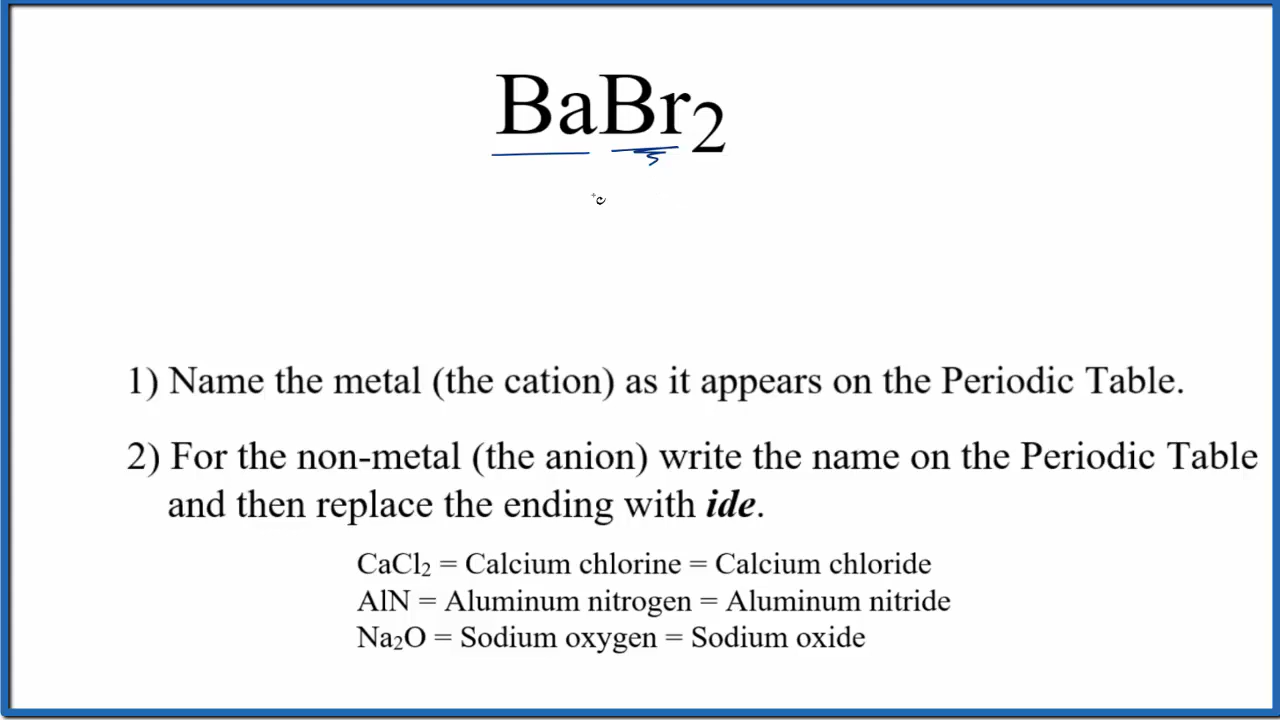 BaBr₂
1) Name the metal (the cation) as it appears on the Periodic Table.
2) For the non-metal (the anion) write the name on the Periodic Table
and then replace the ending with ide.
CaCl₂ = Calcium chlorine = Calcium chloride
AlN = Aluminum nitrogen = Aluminum nitride
Na₂O = Sodium oxygen = Sodium oxide